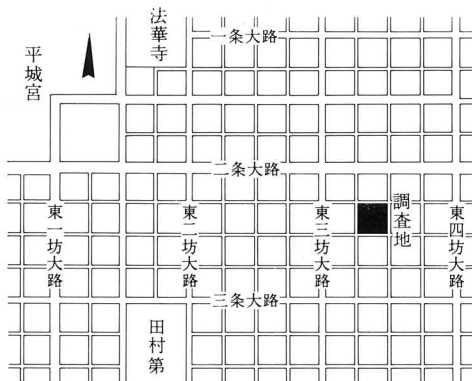 平城宮
法華寺
一条大路
二条大路
東一坊大路
東二坊大路
東三坊大路
調査地
東四坊大路
三条大路
田村第